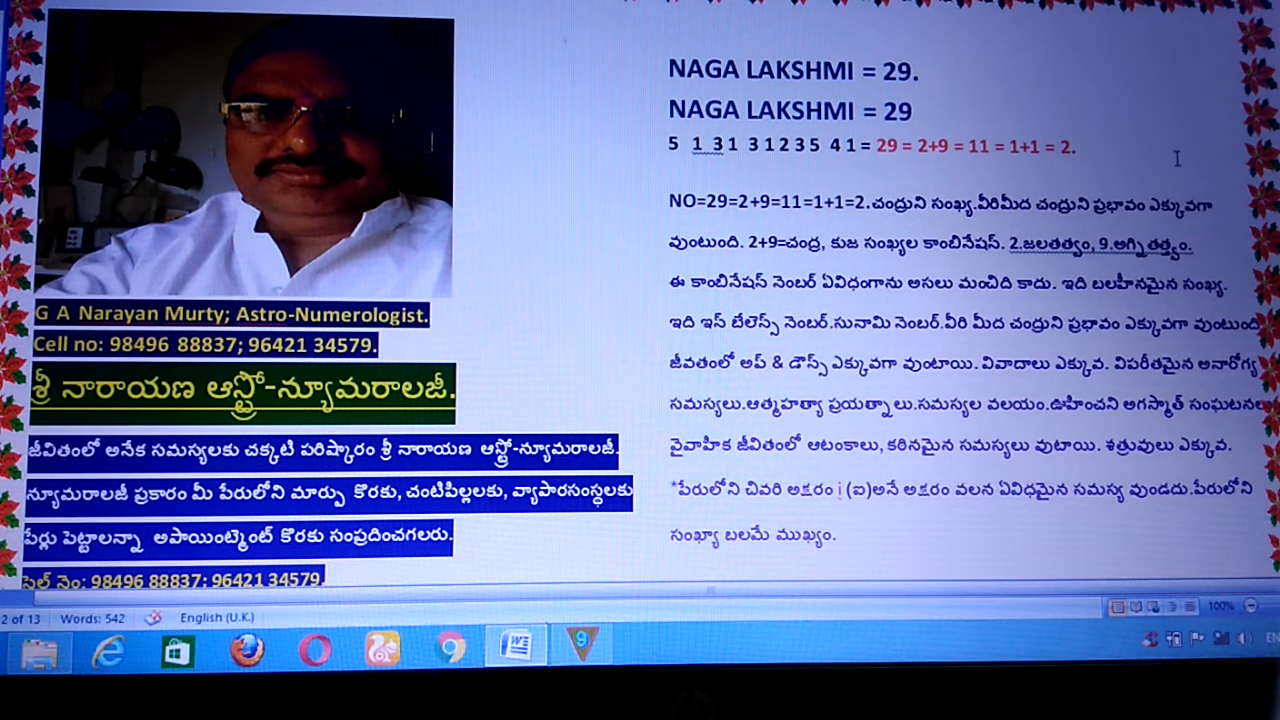 G A Narayan Murty; Astro-Numerologist.
Cell no: 98496 88837; 96421 34579.
శ్రీ నారాయణ ఆస్ట్రో-న్యూమరాలజీ.
జీవితంలో అనేక సమస్యలకు చక్కటి పరిష్కారం శ్రీ నారాయణ ఆస్ట్రో-న్యూమరాలజీ.
న్యూమరాలజీ ప్రకారం మీ పేరులోని మార్పు కొరకు, చంటిపిల్లలకు, వ్యాపారసంస్థలకు
పేర్లు పెట్టాలన్నా అపాయింట్మెంట్ కొరకు సంప్రదించగలరు.
సెల్ నెం: 98496 88837; 96421 34579.
NAGA LAKSHMI = 29.
NAGA LAKSHMI = 29
5 1 3 1 3 1 2 3 5 4 1 = 29 = 2+9 = 11 = 1+1 = 2.
NO=29=2+9=11=1+1=2.చంద్రుని సంఖ్య.వీరిమీద చంద్రుని ప్రభావం ఎక్కువగా
వుంటుంది. 2+9=చంద్ర, కుజ సంఖ్యల కాంబినేషన్. 2.జలతత్వం, 9.అగ్నితత్త్వం.
ఈ కాంబినేషన్ నెంబర్ ఏవిధంగాను అసలు మంచిది కాదు. ఇది బలహీనమైన సంఖ్య.
ఇది ఇన్ బేలెన్స్ నెంబర్.సునామి నెంబర్.వీరి మీద చంద్రుని ప్రభావం ఎక్కువగా వుంటుంది
జీవతంలో అప్ & డౌన్స్ ఎక్కువగా వుంటాయి. వివాదాలు ఎక్కువ. విపరీతమైన అనారోగ్య
సమస్యలు.ఆత్మహత్యా ప్రయత్నాలు.సమస్యల వలయం.ఊహించని అగస్మాత్ సంఘటనలు
వైవాహిక జీవితంలో ఆటంకాలు, కఠినమైన సమస్యలు వుటాయి. శత్రువులు ఎక్కువ.
*పేరులోని చివరి అక్షరం i (ఐ)అనే అక్షరం వలన ఏవిధమైన సమస్య వుండదు.పేరులోని
సంఖ్యా బలమే ముఖ్యం.
2 of 13 Words: 542 English (U.K.) 100%